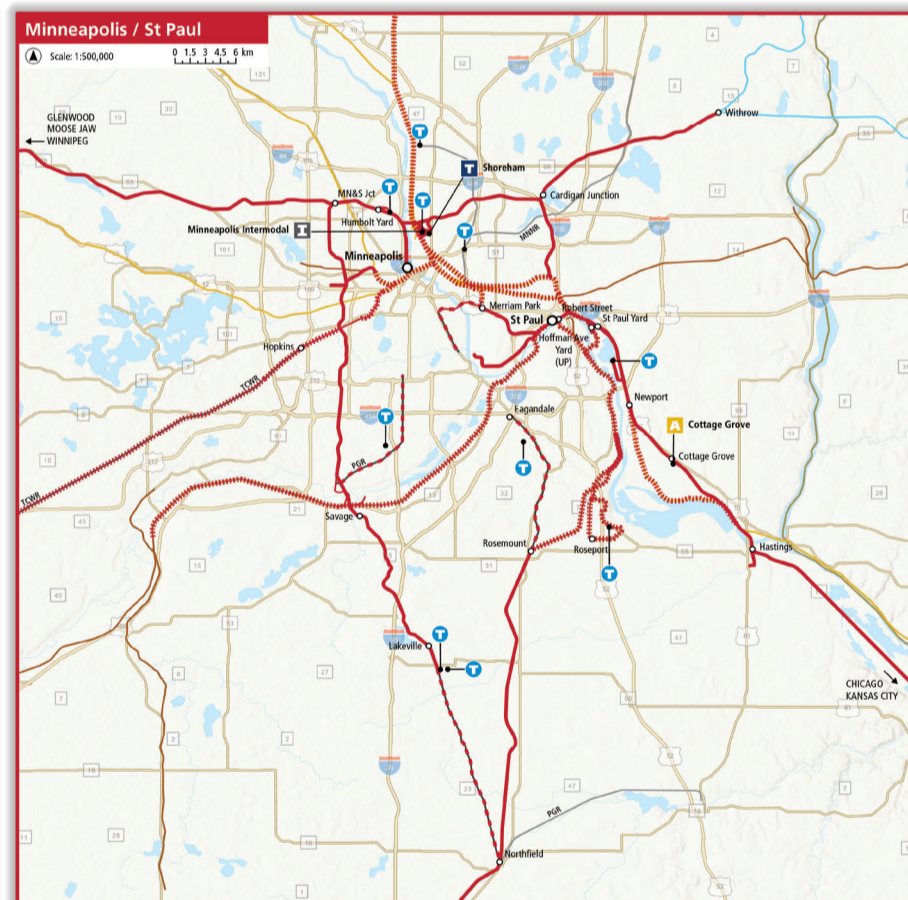 Minneapolis / St Paul
Scale: 1:500,000
0 1.5 3 4.5 6 km
GLENWOOD
MOOSE JAW
WINNIPEG
Withrow
T
T Shoreham
MN&S Jct
T
Humbolt Yard
T
Cardigan Junction
Minneapolis Intermodal I
T
MNNR
Minneapolis
Merriam Park
Robert Street
St Paul
St Paul Yard
Hoffman Ave
Yard
(UP)
Hopkins
T
TCWR
Newport
Eagandale
T
A Cottage Grove
Cottage Grove
PGR
T
TCWR
Savage
Rosemount
Roseport
Hastings
T
Lakeville
T
T
CHICAGO
KANSAS CITY
PGR
Northfield